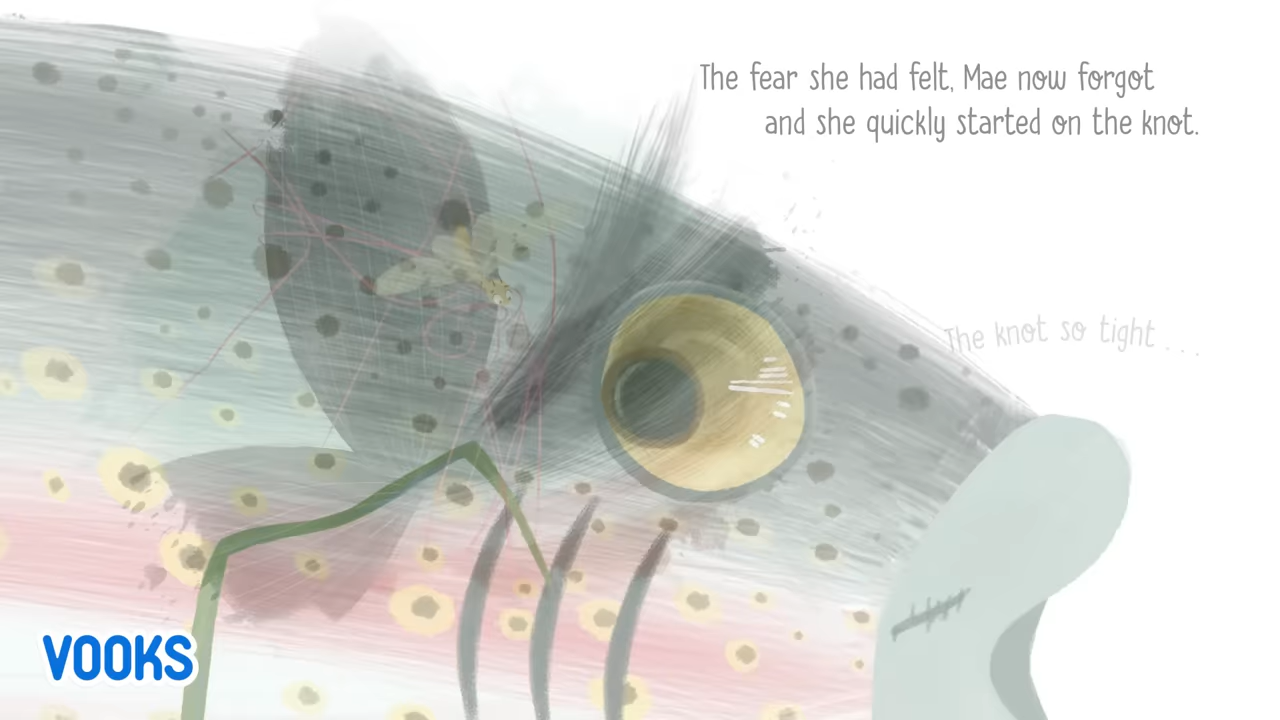 The fear she had felt, Mae now forgot
and she quickly started on the knot.
The knot so tight . . .
VOOKS